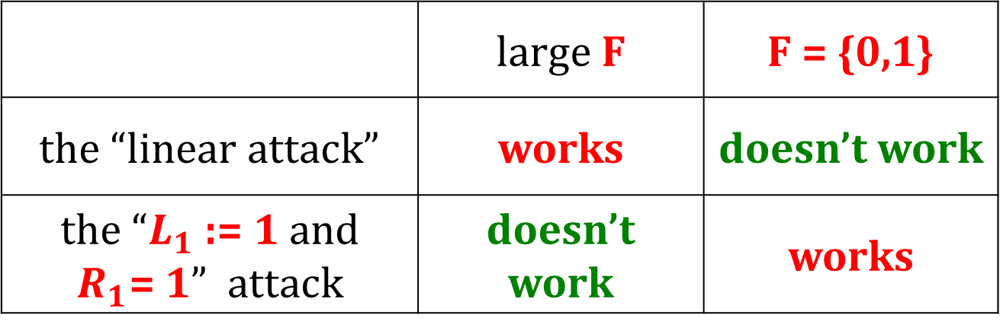 large F
F = {0,1}
the “linear attack”
works
doesn’t work
the “L₁ := 1 and
R₁ = 1” attack
doesn’t
work
works